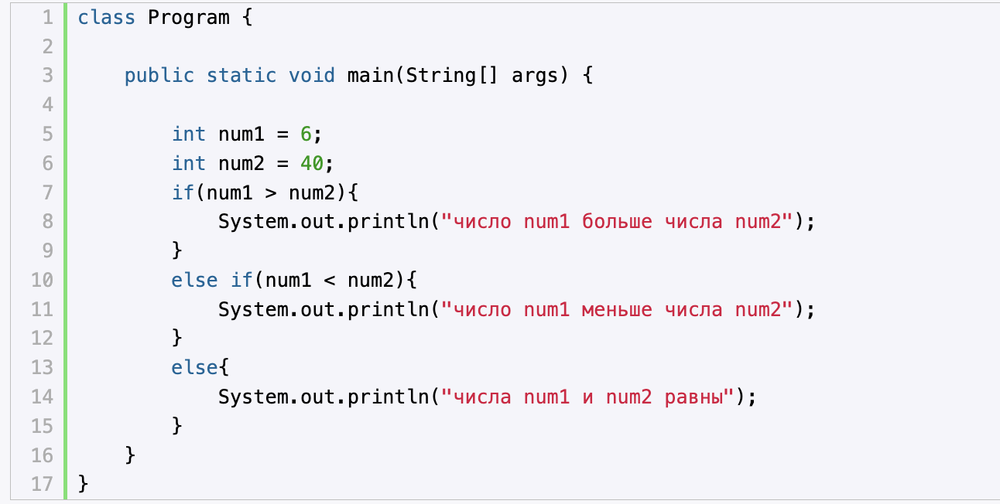 1 class Program {
2
3     public static void main(String[] args) {
4
5         int num1 = 6;
6         int num2 = 40;
7         if(num1 > num2){
8             System.out.println("число num1 больше числа num2");
9         }
10         else if(num1 < num2){
11             System.out.println("число num1 меньше числа num2");
12         }
13         else{
14             System.out.println("числа num1 и num2 равны");
15         }
16     }
17 }